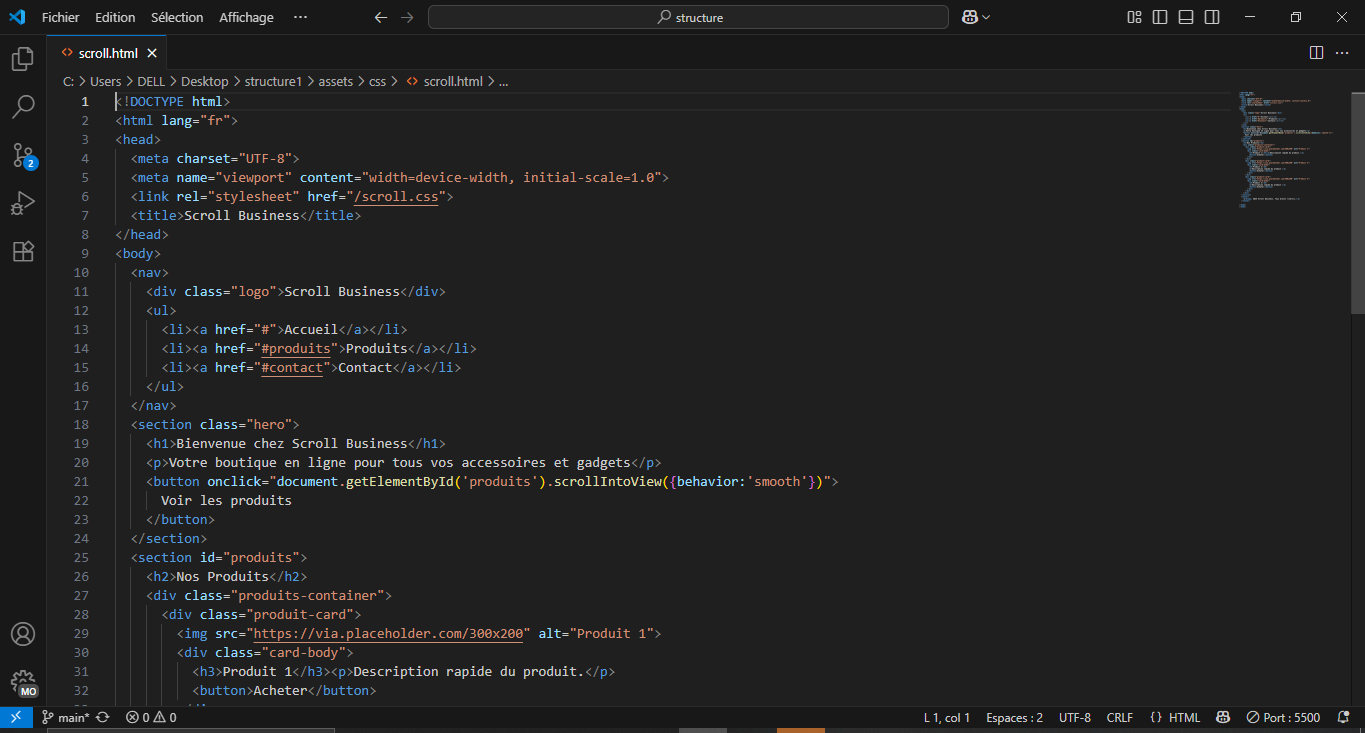 Fichier Edition Sélection Affichage ··· structure
scroll.html
C: > Users > DELL > Desktop > structure1 > assets > css > <> scroll.html > ...
1 <!DOCTYPE html>
2 <html lang="fr">
3 <head>
4 <meta charset="UTF-8">
5 <meta name="viewport" content="width=device-width, initial-scale=1.0">
6 <link rel="stylesheet" href="/scroll.css">
7 <title>Scroll Business</title>
8 </head>
9 <body>
10 <nav>
11 <div class="logo">Scroll Business</div>
12 <ul>
13 <li><a href="#">Accueil</a></li>
14 <li><a href="#produits">Produits</a></li>
15 <li><a href="#contact">Contact</a></li>
16 </ul>
17 </nav>
18 <section class="hero">
19 <h1>Bienvenue chez Scroll Business</h1>
20 <p>Votre boutique en ligne pour tous vos accessoires et gadgets</p>
21 <button onclick="document.getElementById('produits').scrollIntoView({behavior:'smooth'})">
22 Voir les produits
23 </button>
24 </section>
25 <section id="produits">
26 <h2>Nos Produits</h2>
27 <div class="produits-container">
28 <div class="produit-card">
29 <img src="https://via.placeholder.com/300x200" alt="Produit 1">
30 <div class="card-body">
31 <h3>Produit 1</h3><p>Description rapide du produit.</p>
32 <button>Acheter</button>
2
MO
main* 0 0 L 1, col 1 Espaces : 2 UTF-8 CRLF {} HTML Port : 5500